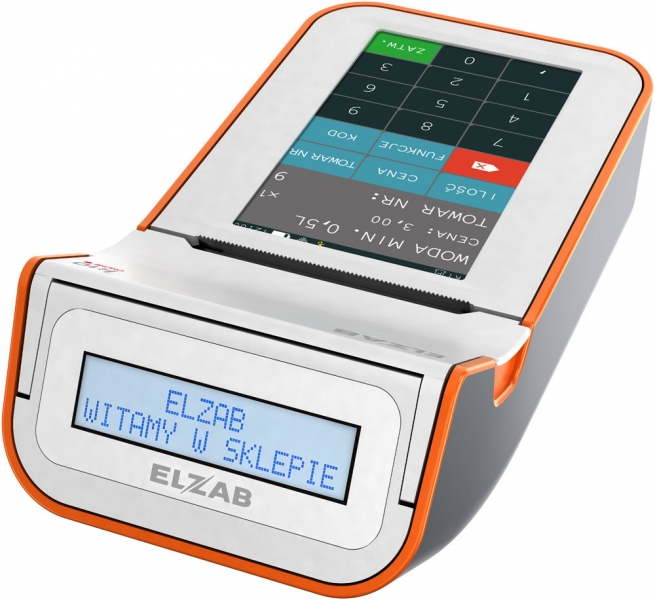 ELZAB
WITAMY W SKLEPIE
ELZAB
ELZAB
WODA MIN. 0,5L
CENA: 3,00
×1
TOWAR NR:
9
ILOŚĆ
CENA
TOWAR NR
FUNKCJE
KOD
7
8
9
4
5
6
1
2
3
,
0
ZATW.